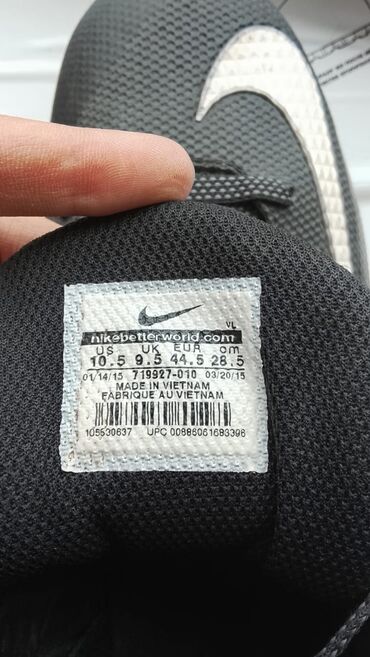 VL
nikebetterworld.com
US UK EUR cm
10.5 9.5 44.5 28.5
01/14/15 719927-010 03/20/15
MADE IN VIETNAM
FABRIQUE AU VIETNAM
105530637 UPC 00886061683396